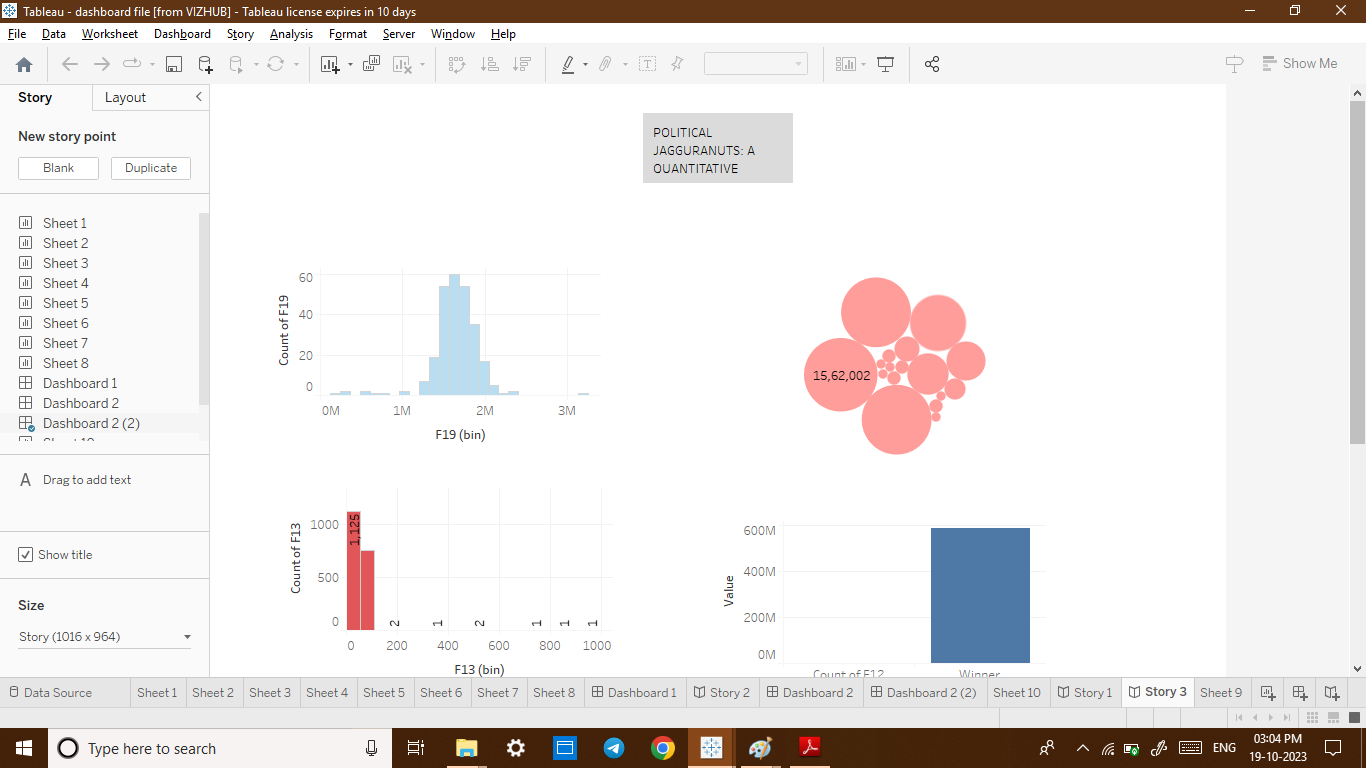 Tableau - dashboard file [from VIZHUB] - Tableau license expires in 10 days
File Data Worksheet Dashboard Story Analysis Format Server Window Help
Show Me
Story Layout
New story point
Blank Duplicate
Sheet 1
Sheet 2
Sheet 3
Sheet 4
Sheet 5
Sheet 6
Sheet 7
Sheet 8
Dashboard 1
Dashboard 2
Dashboard 2 (2)
A Drag to add text
Show title
Size
Story (1016 x 964)
POLITICAL
JAGGURANUTS: A
QUANTITATIVE
Count of F19
60
40
20
0
0M 1M 2M 3M
F19 (bin)
15,62,002
Count of F13
1000
500
0
1,125
2 1 2 1 1 1
0 200 400 600 800 1000
F13 (bin)
Value
600M
400M
200M
0M
Count of F12 Winner
Data Source Sheet 1 Sheet 2 Sheet 3 Sheet 4 Sheet 5 Sheet 6 Sheet 7 Sheet 8 Dashboard 1 Story 2 Dashboard 2 Dashboard 2 (2) Sheet 10 Story 1 Story 3 Sheet 9
Type here to search
ENG
03:04 PM
19-10-2023